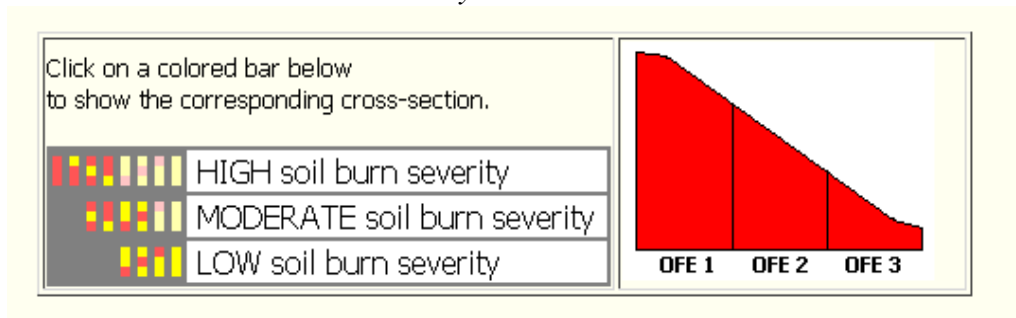 Click on a colored bar below
to show the corresponding cross-section.
HIGH soil burn severity
MODERATE soil burn severity
LOW soil burn severity
OFE 1 OFE 2 OFE 3